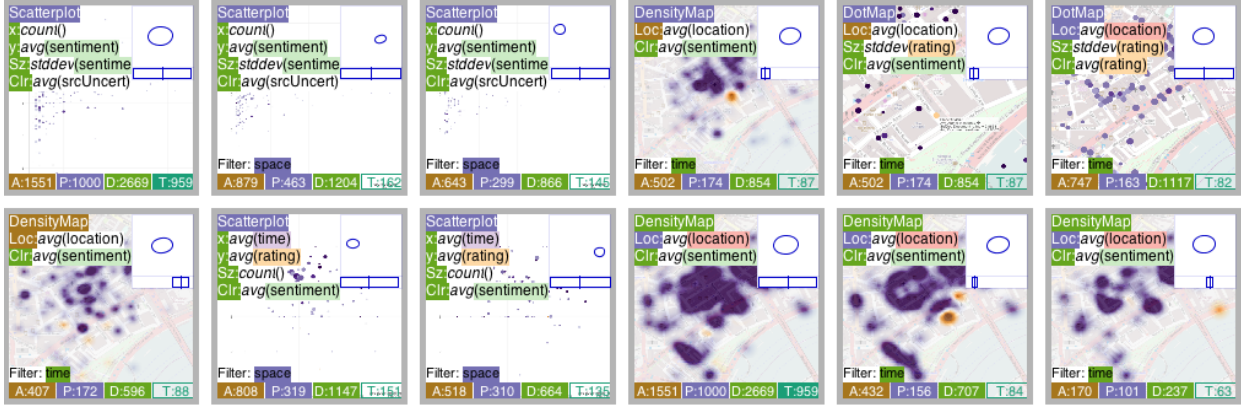 Scatterplot
x:count()
y:avg(sentiment)
Sz:stddev(sentime
Clr:avg(srcUncert)
A:1551 P:1000 D:2669 T:959
Scatterplot
x:count()
y:avg(sentiment)
Sz:stddev(sentime
Clr:avg(srcUncert)
Filter: space
A:879 P:463 D:1204 T:162
Scatterplot
x:count()
y:avg(sentiment)
Sz:stddev(sentime
Clr:avg(srcUncert)
Filter: space
A:643 P:299 D:866 T:145
DensityMap
Loc:avg(location)
Clr:avg(sentiment)
Filter: time
A:502 P:174 D:854 T:87
DotMap
Loc:avg(location)
Sz:stddev(rating)
Clr:avg(sentiment)
Filter: time
A:502 P:174 D:854 T:87
DotMap
Loc:avg(location)
Sz:stddev(rating)
Clr:avg(rating)
Filter: time
A:747 P:163 D:1117 T:82
DensityMap
Loc:avg(location)
Clr:avg(sentiment)
Filter: time
A:407 P:172 D:596 T:88
Scatterplot
x:avg(time)
y:avg(rating)
Sz:count()
Clr:avg(sentiment)
Filter: space
A:808 P:319 D:1147 T:151
Scatterplot
x:avg(time)
y:avg(rating)
Sz:count()
Clr:avg(sentiment)
Filter: space
A:518 P:310 D:664 T:135
DensityMap
Loc:avg(location)
Clr:avg(sentiment)
A:1551 P:1000 D:2669 T:959
DensityMap
Loc:avg(location)
Clr:avg(sentiment)
Filter: time
A:432 P:156 D:707 T:84
DensityMap
Loc:avg(location)
Clr:avg(sentiment)
Filter: time
A:170 P:101 D:237 T:63